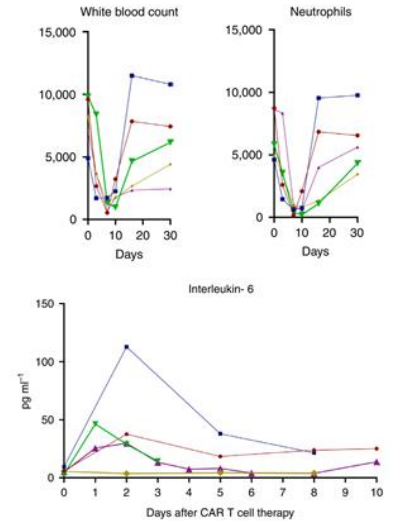 White blood count
Neutrophils
15,000
10,000
5,000
0
0 10 20 30
Days
15,000
10,000
5,000
0
0 10 20 30
Days
Interleukin- 6
150
100
50
0
pg ml⁻¹
0 1 2 3 4 5 6 7 8 9 10
Days after CAR T cell therapy